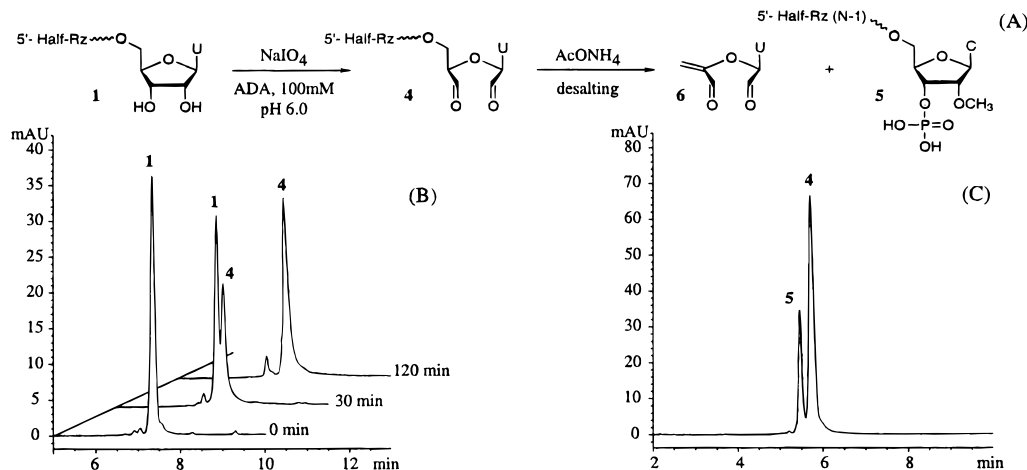 (A)
5'- Half-Rz
O
O
U
HO
OH
1
NaIO4
ADA, 100mM
pH 6.0
5'-Half-Rz
O
O
U
O
O
4
AcONH4
desalting
O
U
O
O
6
+
5'- Half-Rz (N-1)
O
O
C
O
OCH3
HO-P=O
OH
5
mAU
40
35
30
25
20
15
10
5
0
1
1
4
4
(B)
120 min
30 min
0 min
6
8
10
12
min
mAU
80
70
60
50
40
30
20
10
0
4
5
(C)
2
4
6
8
min